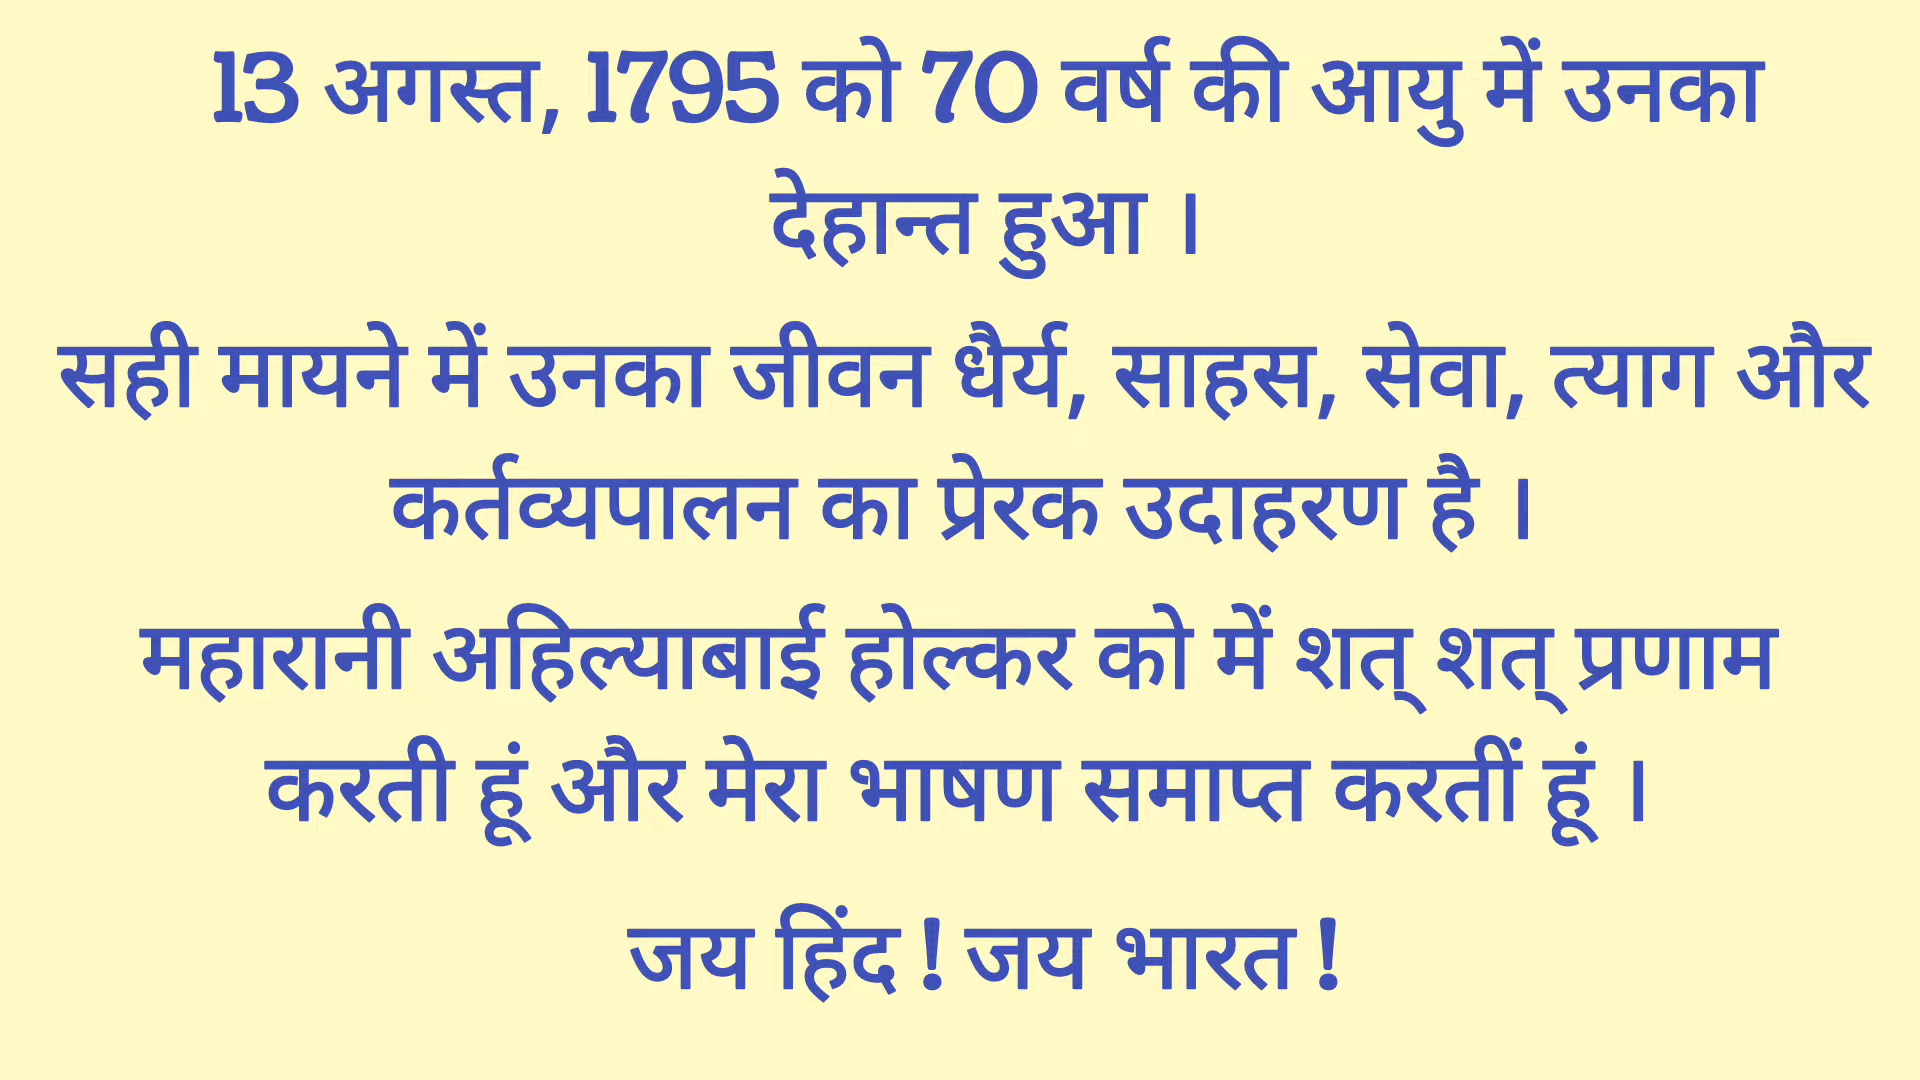 13 अगस्त, 1795 को 70 वर्ष की आयु में उनका
देहान्त हुआ ।
सही मायने में उनका जीवन धैर्य, साहस, सेवा, त्याग और
कर्तव्यपालन का प्रेरक उदाहरण है ।
महारानी अहिल्याबाई होल्कर को में शत् शत् प्रणाम
करती हूं और मेरा भाषण समाप्त करतीं हूं ।
जय हिंद ! जय भारत !